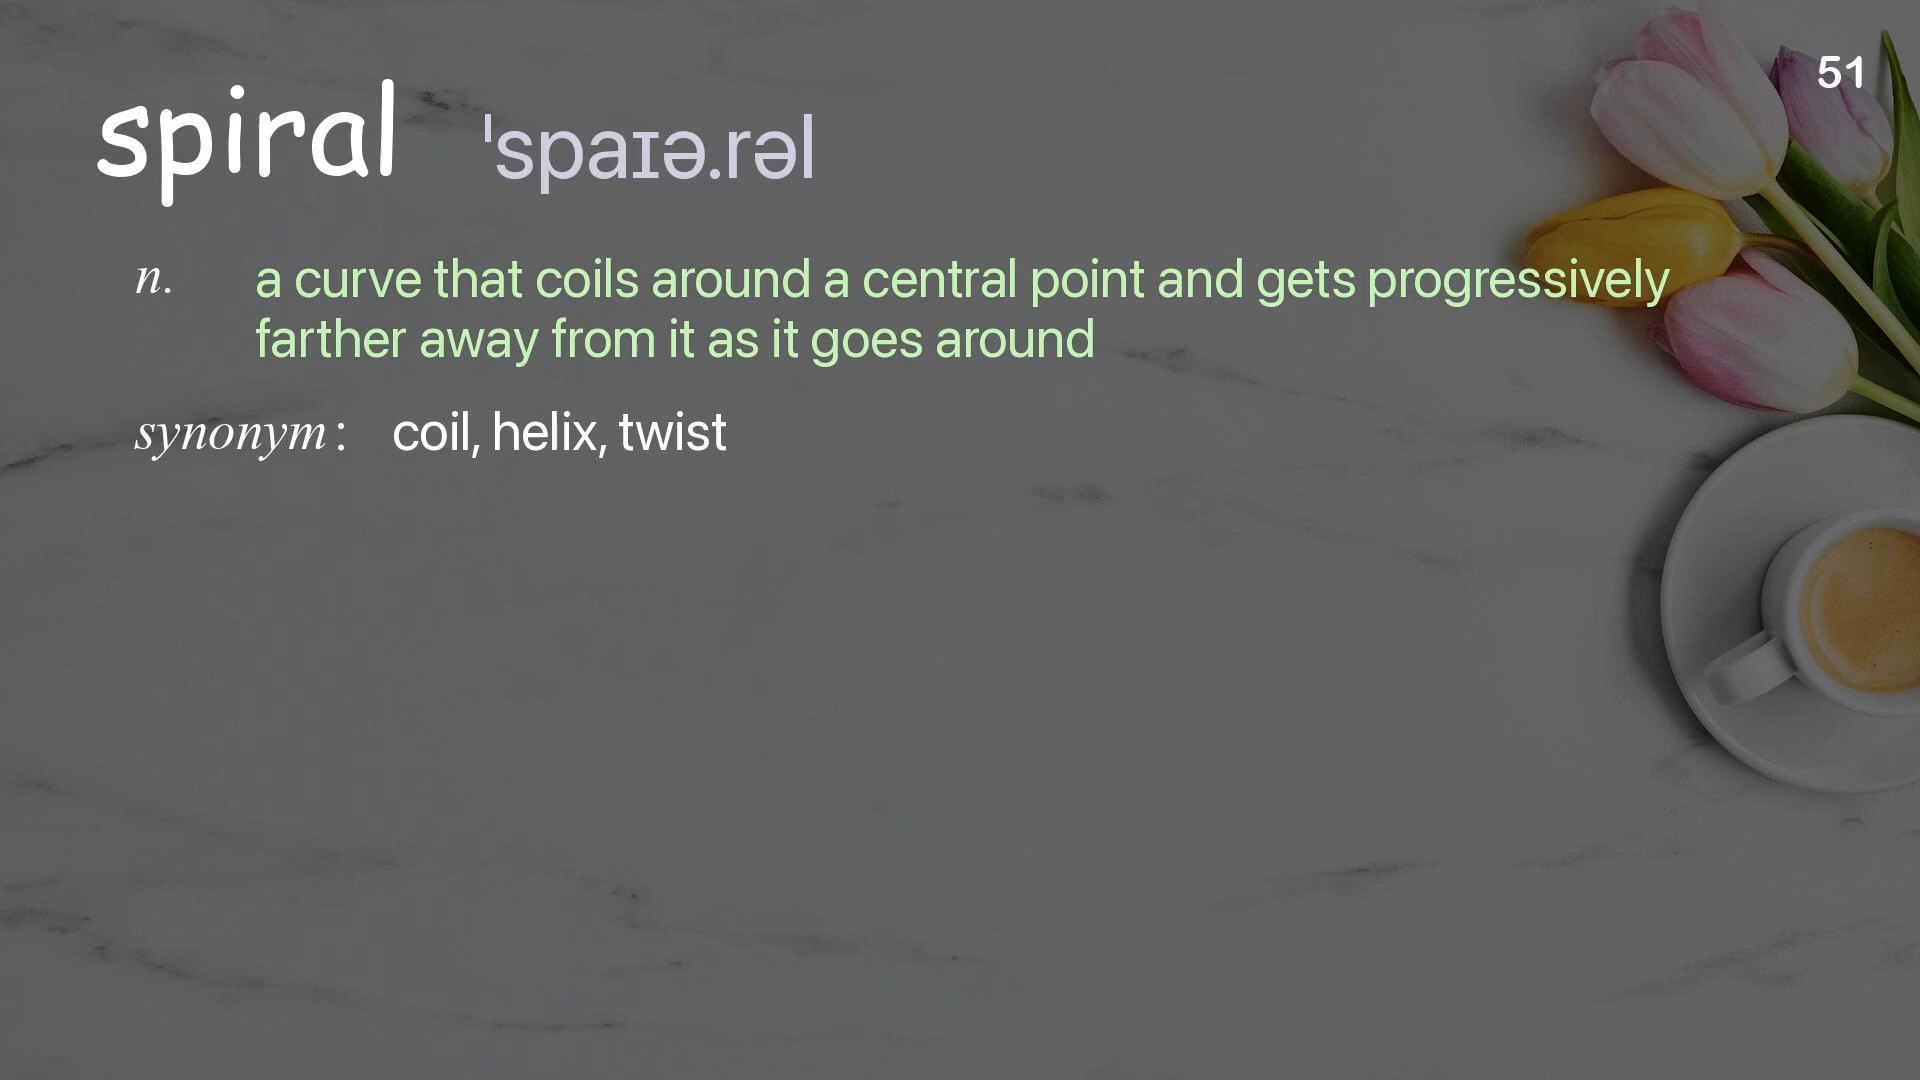 51
spiral ˈspaɪə.rəl
n. a curve that coils around a central point and gets progressively
farther away from it as it goes around
synonym: coil, helix, twist